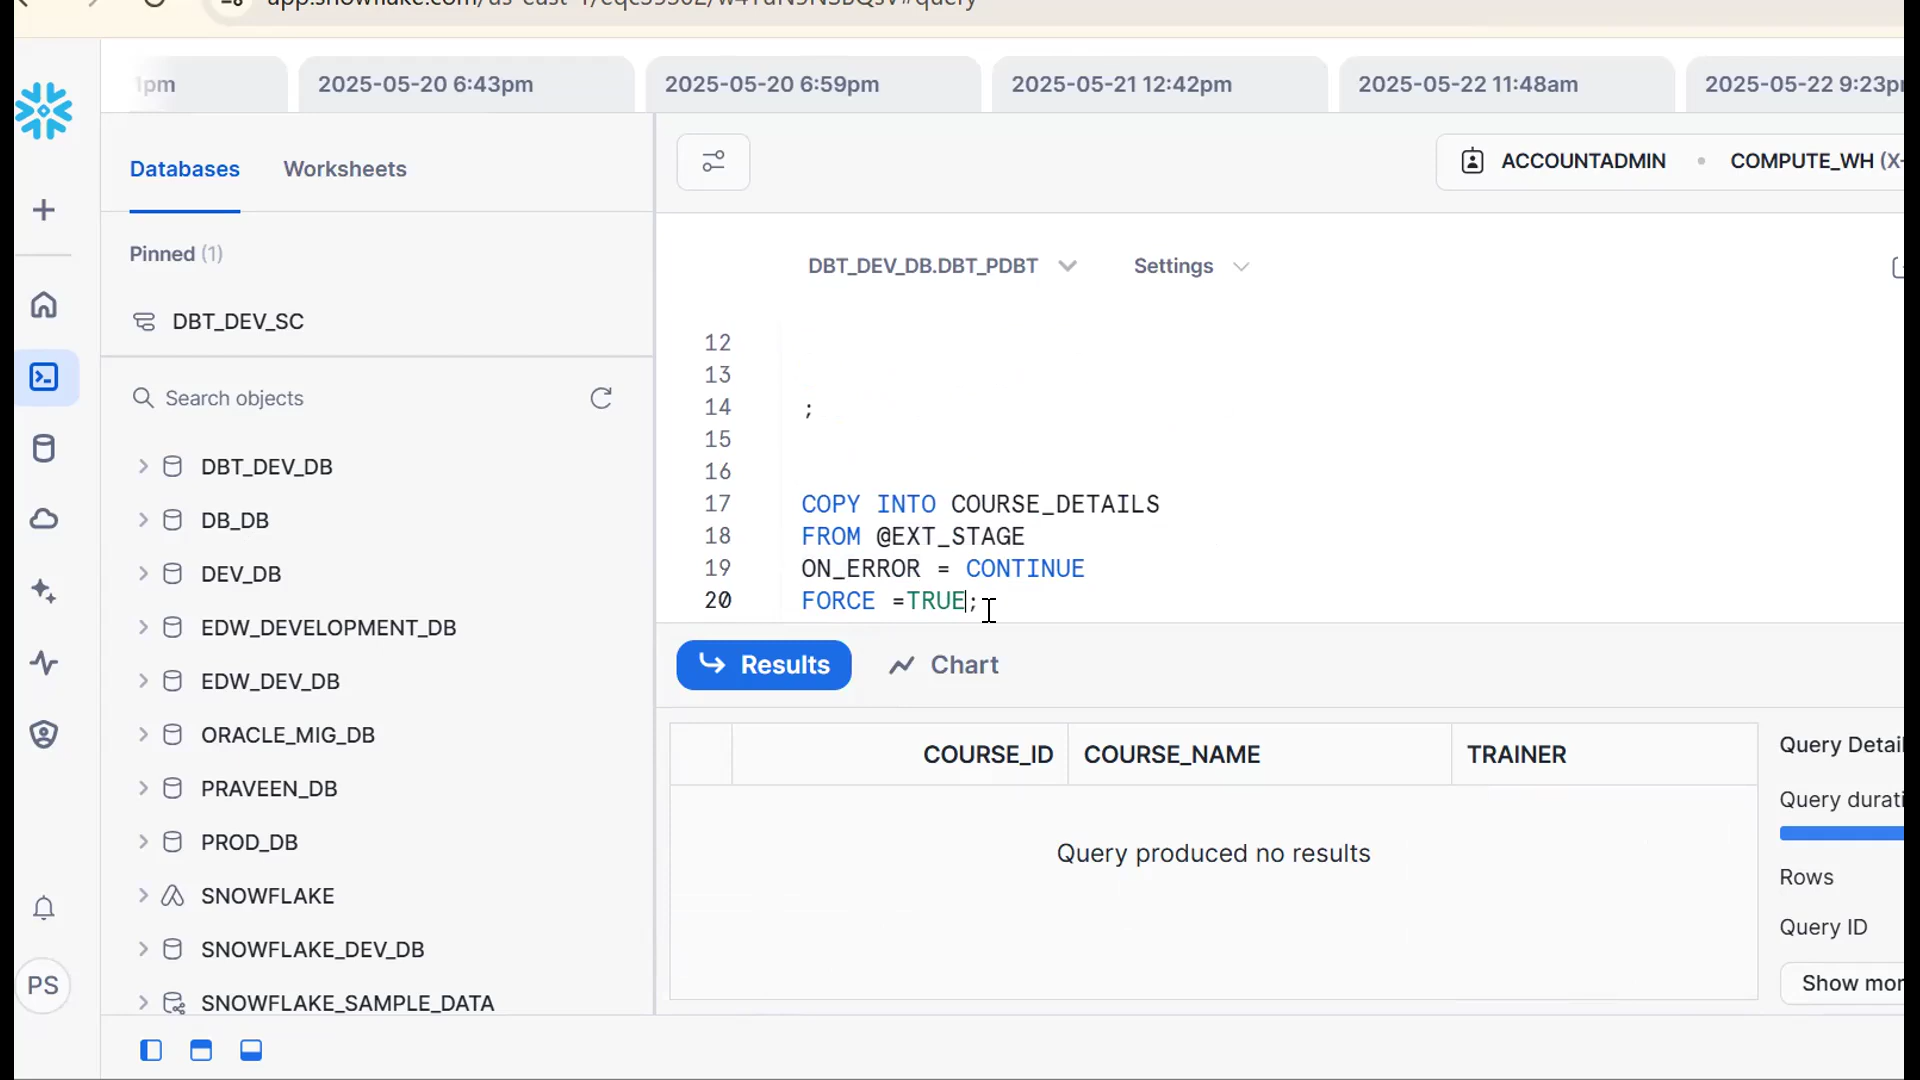 2025-05-20 6:43pm
2025-05-20 6:59pm
2025-05-21 12:42pm
2025-05-22 11:48am
2025-05-22 9:23p
Databases
Worksheets
ACCOUNTADMIN
COMPUTE_WH (X-
Pinned (1)
DBT_DEV_SC
DBT_DEV_DB.DBT_PDBT
Settings
Search objects
DBT_DEV_DB
DB_DB
DEV_DB
EDW_DEVELOPMENT_DB
EDW_DEV_DB
ORACLE_MIG_DB
PRAVEEN_DB
PROD_DB
SNOWFLAKE
SNOWFLAKE_DEV_DB
SNOWFLAKE_SAMPLE_DATA
PS
12
13
14 ;
15
16
17 COPY INTO COURSE_DETAILS
18 FROM @EXT_STAGE
19 ON_ERROR = CONTINUE
20 FORCE =TRUE;
Results
Chart
COURSE_ID COURSE_NAME TRAINER
Query produced no results
Query Detai
Query durati
Rows
Query ID
Show mor